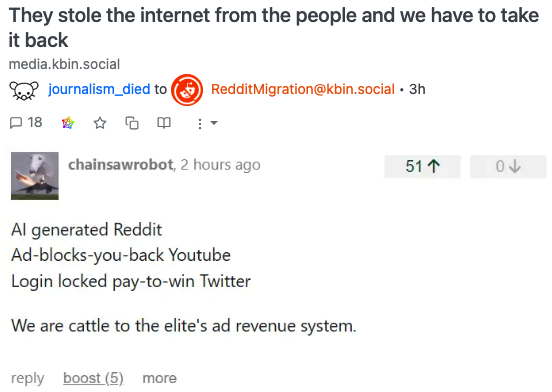 They stole the internet from the people and we have to take
it back
media.kbin.social
journalism_died to RedditMigration@kbin.social • 3h
18
chainsawrobot, 2 hours ago
51
0
AI generated Reddit
Ad-blocks-you-back Youtube
Login locked pay-to-win Twitter
We are cattle to the elite's ad revenue system.
reply boost (5) more